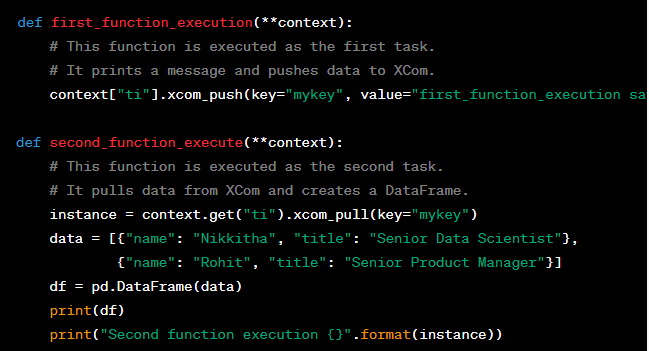 def first_function_execution(**context):
    # This function is executed as the first task.
    # It prints a message and pushes data to XCom.
    context["ti"].xcom_push(key="mykey", value="first_function_execution
def second_function_execute(**context):
    # This function is executed as the second task.
    # It pulls data from XCom and creates a DataFrame.
    instance = context.get("ti").xcom_pull(key="mykey")
    data = [{"name": "Nikkitha", "title": "Senior Data Scientist"},
            {"name": "Rohit", "title": "Senior Product Manager"}]
    df = pd.DataFrame(data)
    print(df)
    print("Second function execution {}".format(instance))